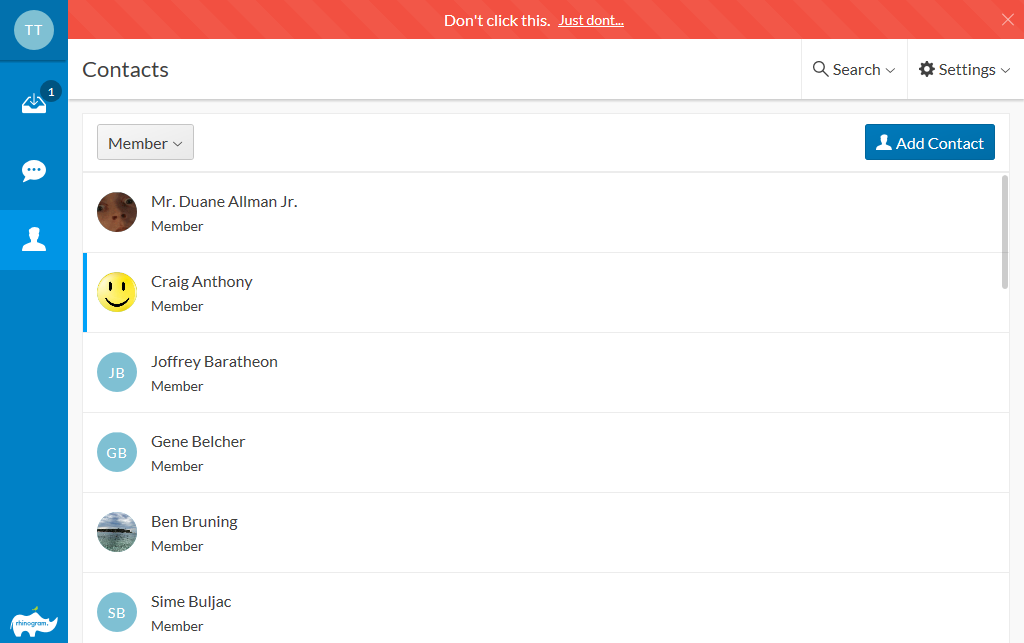 TT
Don't click this. Just dont...
Contacts
Search
Settings
1
Member
Add Contact
Mr. Duane Allman Jr.
Member
Craig Anthony
Member
JB
Joffrey Baratheon
Member
GB
Gene Belcher
Member
Ben Bruning
Member
SB
Sime Buljac
Member
rhinogram